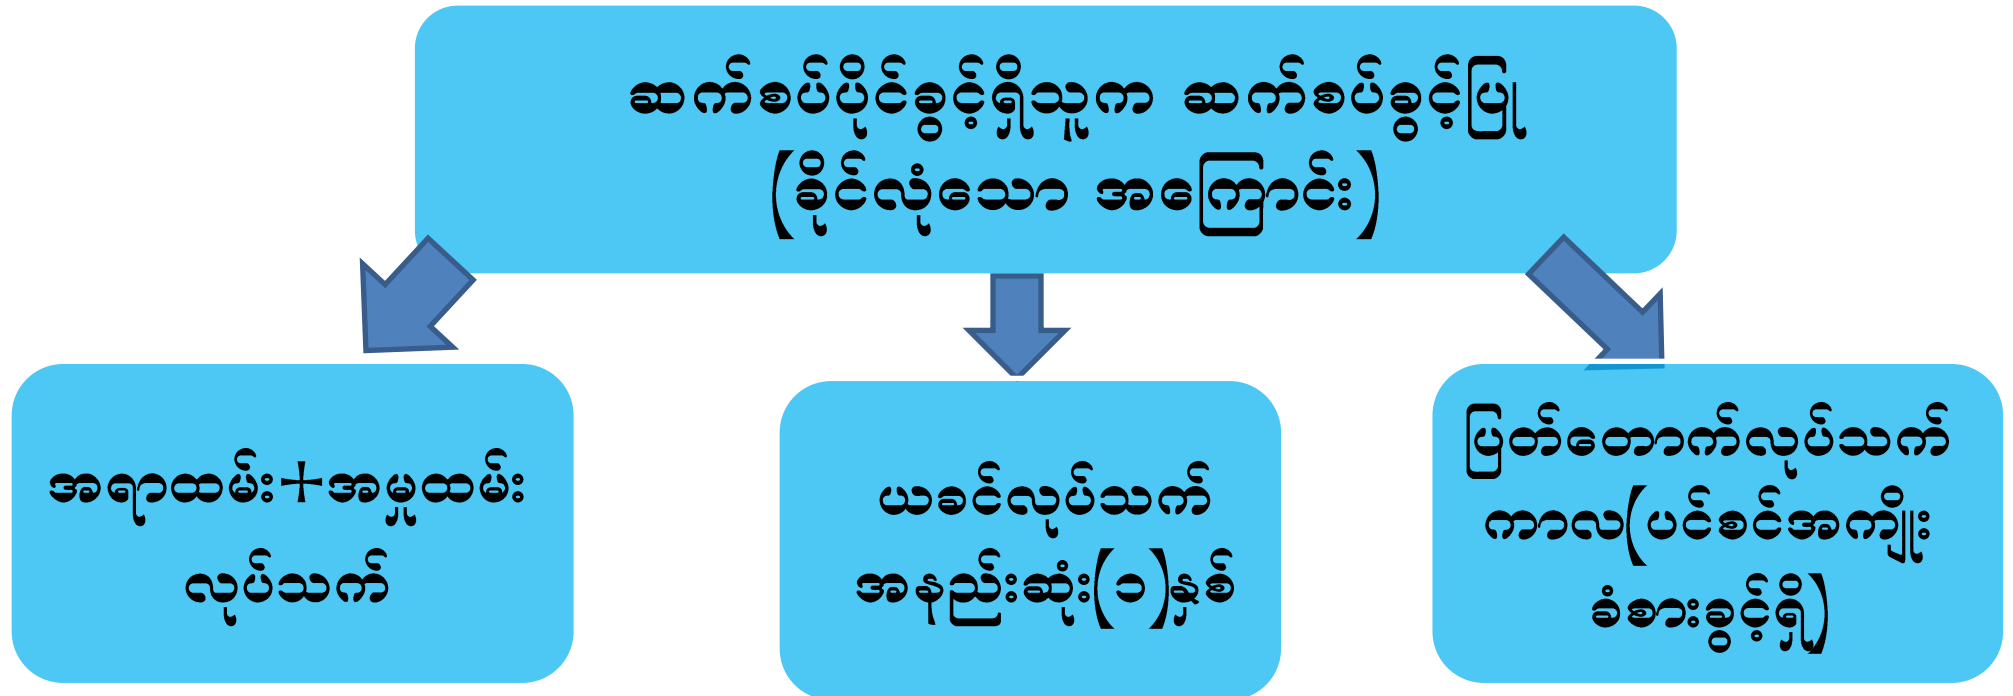 ဆက်စပ်ပိုင်ခွင့်ရှိသူက ဆက်စပ်ခွင့်ပြု
(ခိုင်လုံသော အကြောင်း)
အရာထမ်း+အမှုထမ်း
လုပ်သက်
ယခင်လုပ်သက်
အနည်းဆုံး(၁)နှစ်
ပြတ်တောက်လုပ်သက်
ကာလ(ပင်စင်အကျိုး
ခံစားခွင့်ရှိ)